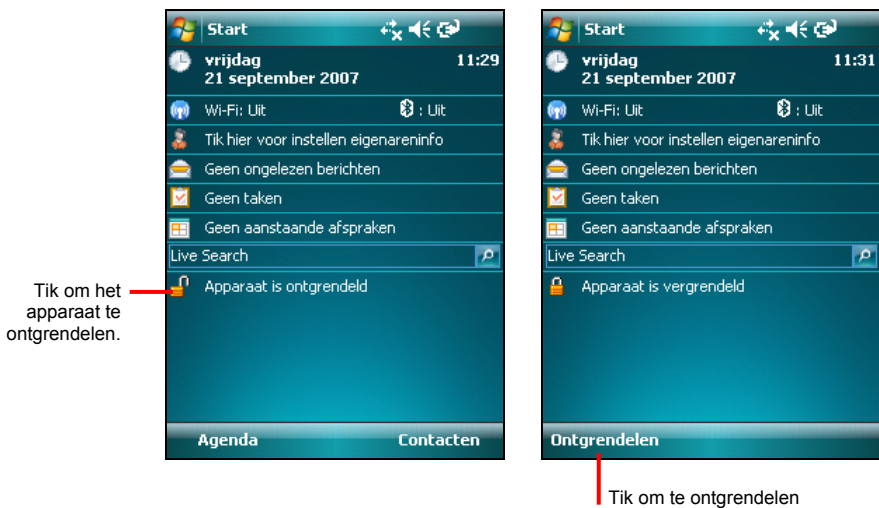 Start
vrijdag 11:29
21 september 2007
Wi-Fi: Uit : Uit
Tik hier voor instellen eigenareninfo
Geen ongelezen berichten
Geen taken
Geen aanstaande afspraken
Live Search
Apparaat is ontgrendeld
Agenda Contacten
Tik om het
apparaat te
ontgrendelen.
Start
vrijdag 11:31
21 september 2007
Wi-Fi: Uit : Uit
Tik hier voor instellen eigenareninfo
Geen ongelezen berichten
Geen taken
Geen aanstaande afspraken
Live Search
Apparaat is vergrendeld
Ontgrendelen
Tik om te ontgrendelen